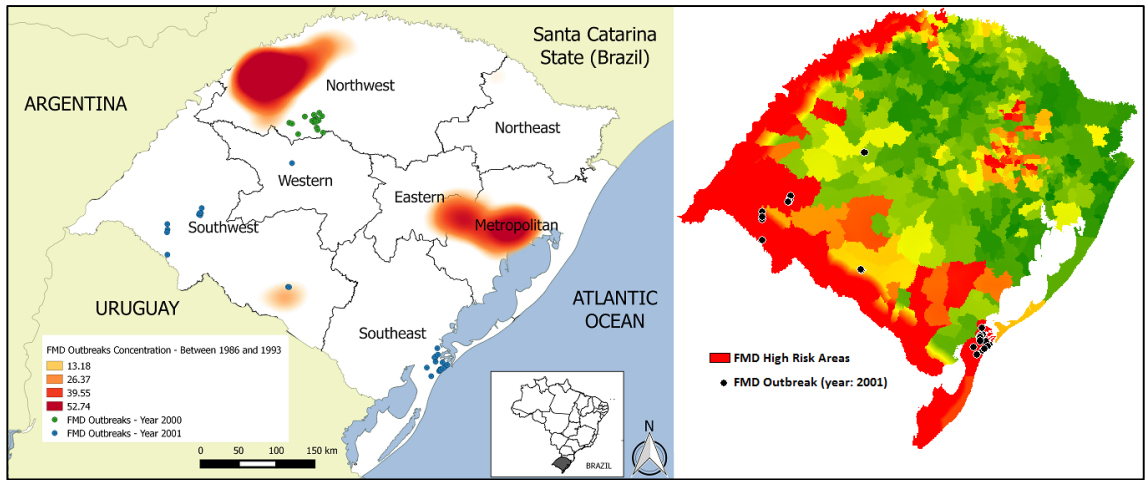 Santa Catarina
State (Brazil)
ARGENTINA
Northwest
Northeast
Western
Eastern
Metropolitan
Southwest
URUGUAY
ATLANTIC
OCEAN
Southeast
FMD Outbreaks Concentration - Between 1986 and 1993
13.18
26.37
39.55
52.74
FMD Outbreaks - Year 2000
FMD Outbreaks - Year 2001
0 50 100 150 km
BRAZIL
N
FMD High Risk Areas
FMD Outbreak (year: 2001)